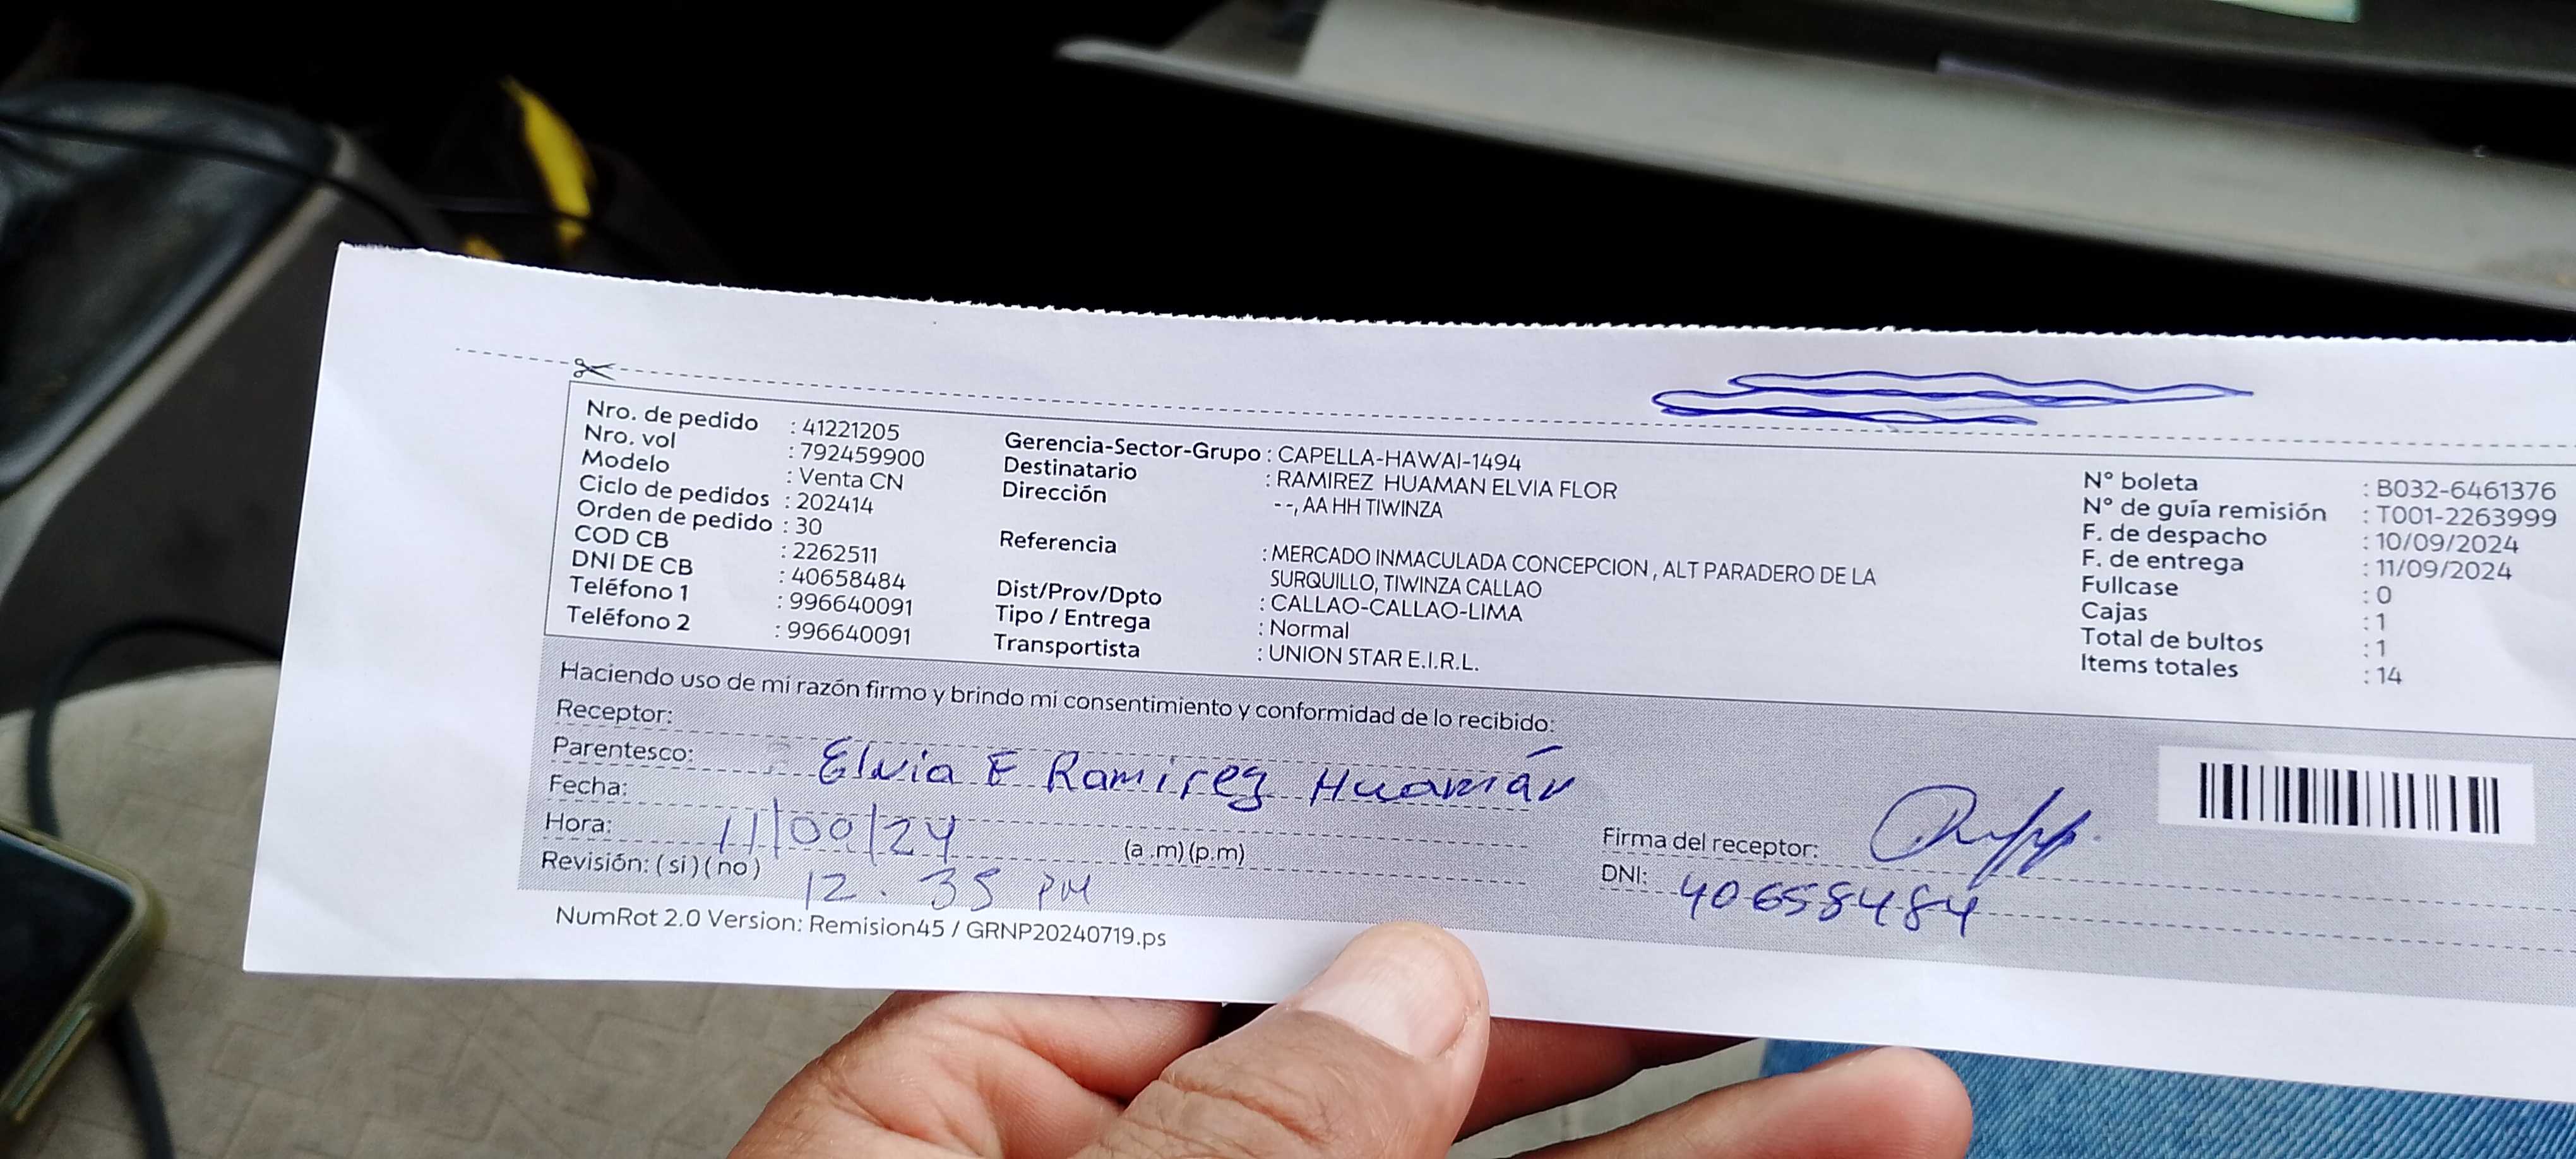 Nro. de pedido : 41221205
Nro. vol : 792459900
Modelo : Venta CN
Ciclo de pedidos : 202414
Orden de pedido : 30
COD CB : 2262511
DNI DE CB : 40658484
Teléfono 1 : 996640091
Teléfono 2 : 996640091
Gerencia-Sector-Grupo : CAPELLA-HAWAI-1494
Destinatario : RAMIREZ HUAMAN ELVIA FLOR
Dirección : --, AA HH TIWINZA
Referencia : MERCADO INMACULADA CONCEPCION , ALT PARADERO DE LA
SURQUILLO, TIWINZA CALLAO
Dist/Prov/Dpto : CALLAO-CALLAO-LIMA
Tipo / Entrega : Normal
Transportista : UNION STAR E.I.R.L.
N° boleta : B032-6461376
N° de guía remisión : T001-2263999
F. de despacho : 10/09/2024
F. de entrega : 11/09/2024
Fullcase : 0
Cajas : 1
Total de bultos : 1
Items totales : 14
Haciendo uso de mi razón firmo y brindo mi consentimiento y conformidad de lo recibido:
Receptor:
Parentesco: Elvia F Ramirez Huamán
Fecha:
Hora: 11/09/24 (a .m) (p.m)
Revisión: ( si ) ( no ) 12.35 PM
Firma del receptor:
DNI: 40658484
NumRot 2.0 Version: Remision45 / GRNP20240719.ps